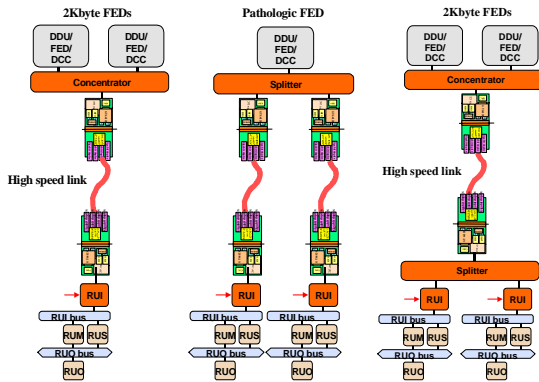 2Kbyte FEDs
DDU/
FED/
DCC
DDU/
FED/
DCC
Concentrator
High speed link
RUI
RUI bus
RUM
RUS
RUO bus
RUO
Pathologic FED
DDU/
FED/
DCC
Splitter
RUI
RUI
RUI bus
RUI bus
RUM
RUS
RUM
RUS
RUO bus
RUO bus
RUO
RUO
2Kbyte FEDs
DDU/
FED/
DCC
DDU/
FED/
DCC
Concentrator
High speed link
Splitter
RUI
RUI
RUI bus
RUI bus
RUM
RUS
RUM
RUS
RUO bus
RUO bus
RUO
RUO